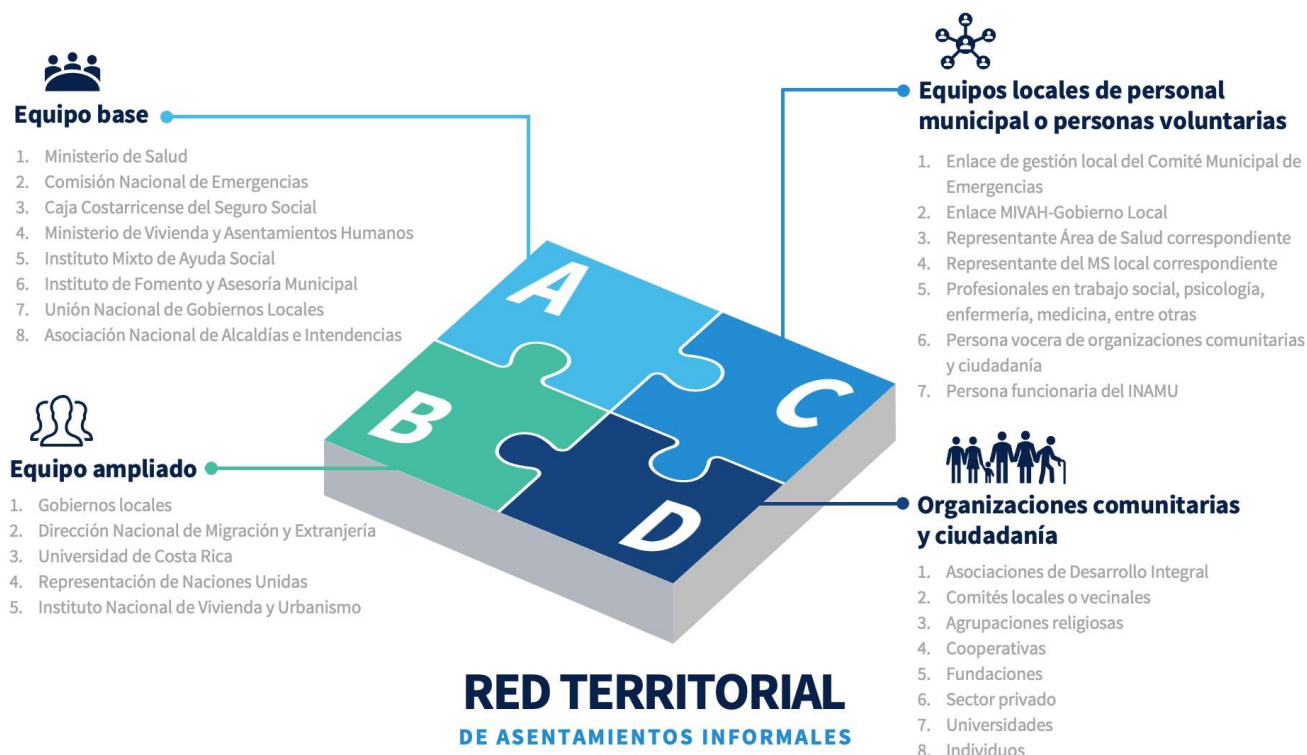 Equipo base
1. Ministerio de Salud
2. Comisión Nacional de Emergencias
3. Caja Costarricense del Seguro Social
4. Ministerio de Vivienda y Asentamientos Humanos
5. Instituto Mixto de Ayuda Social
6. Instituto de Fomento y Asesoría Municipal
7. Unión Nacional de Gobiernos Locales
8. Asociación Nacional de Alcaldías e Intendencias
Equipo ampliado
1. Gobiernos locales
2. Dirección Nacional de Migración y Extranjería
3. Universidad de Costa Rica
4. Representación de Naciones Unidas
5. Instituto Nacional de Vivienda y Urbanismo
A
B
C
D
Equipos locales de personal
municipal o personas voluntarias
1. Enlace de gestión local del Comité Municipal de
Emergencias
2. Enlace MIVAH-Gobierno Local
3. Representante Área de Salud correspondiente
4. Representante del MS local correspondiente
5. Profesionales en trabajo social, psicología,
enfermería, medicina, entre otras
6. Persona vocera de organizaciones comunitarias
y ciudadanía
7. Persona funcionaria del INAMU
Organizaciones comunitarias
y ciudadanía
1. Asociaciones de Desarrollo Integral
2. Comités locales o vecinales
3. Agrupaciones religiosas
4. Cooperativas
5. Fundaciones
6. Sector privado
7. Universidades
8. Individuos
RED TERRITORIAL
DE ASENTAMIENTOS INFORMALES